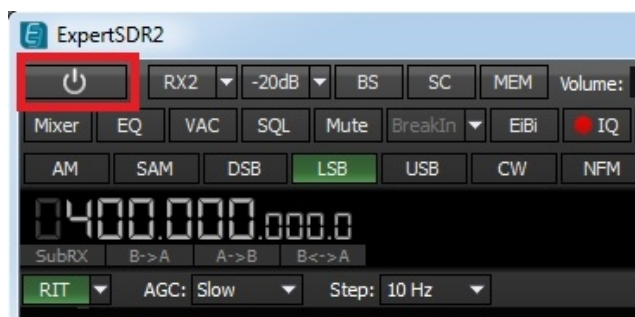 ExpertSDR2
RX2 -20dB BS SC MEM Volume:
Mixer EQ VAC SQL Mute BreakIn EiBi IQ
AM SAM DSB LSB USB CW NFM
400.000.000.0
SubRX B->A A->B B<->A
RIT AGC: Slow Step: 10 Hz